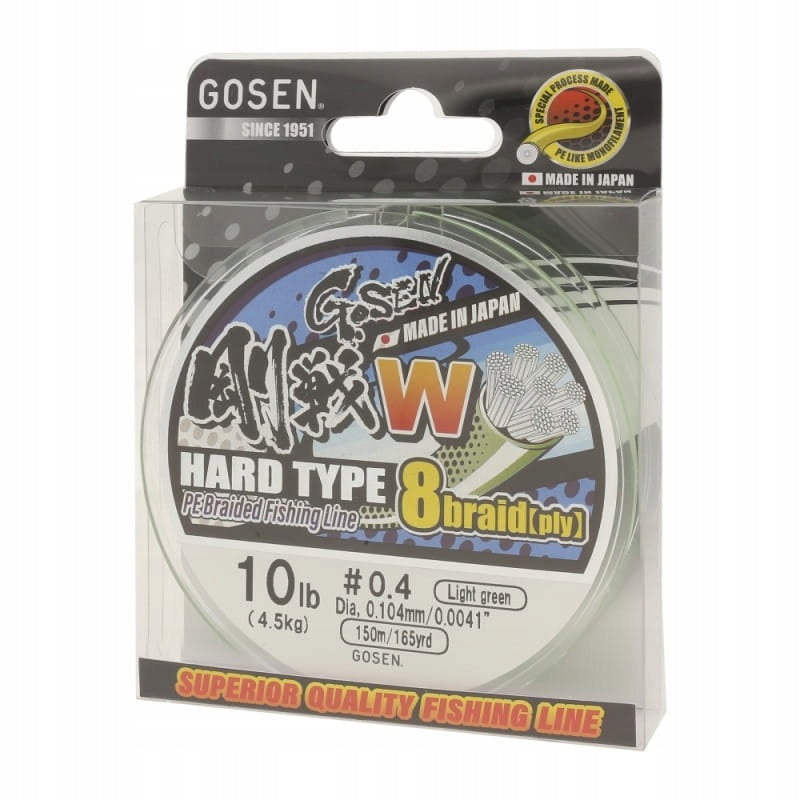 GOSEN®
SINCE 1951
SPECIAL PROCESS MADE
PE LIKE MONOFILAMENT
MADE IN JAPAN
GOSEN
MADE IN JAPAN
剛戦W
HARD TYPE
PE Braided Fishing Line
8braid[ply]
10lb
(4.5kg)
#0.4
Light green
Dia, 0.104mm/0.0041"
150m/165yrd
GOSEN.
SUPERIOR QUALITY FISHING LINE